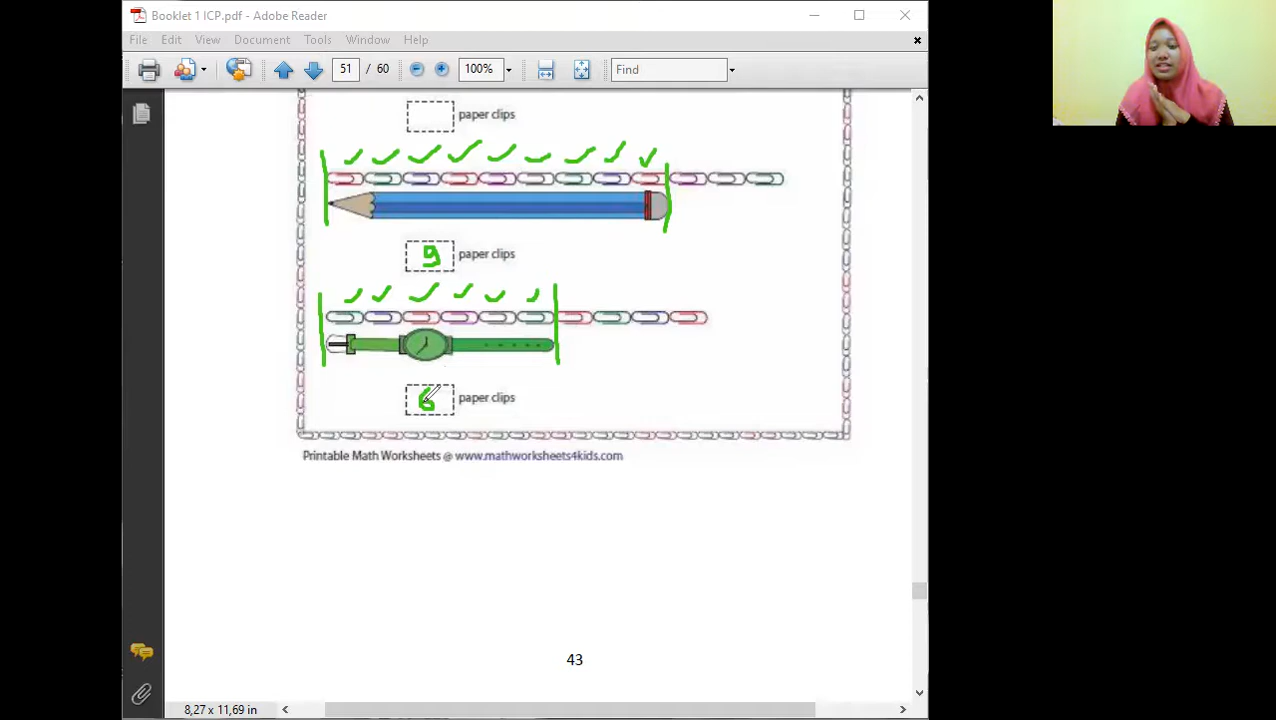 Booklet 1 ICP.pdf - Adobe Reader
File Edit View Document Tools Window Help
51 / 60 100% Find
paper clips
9 paper clips
6 paper clips
Printable Math Worksheets @ www.mathworksheets4kids.com
43
8,27 x 11,69 in